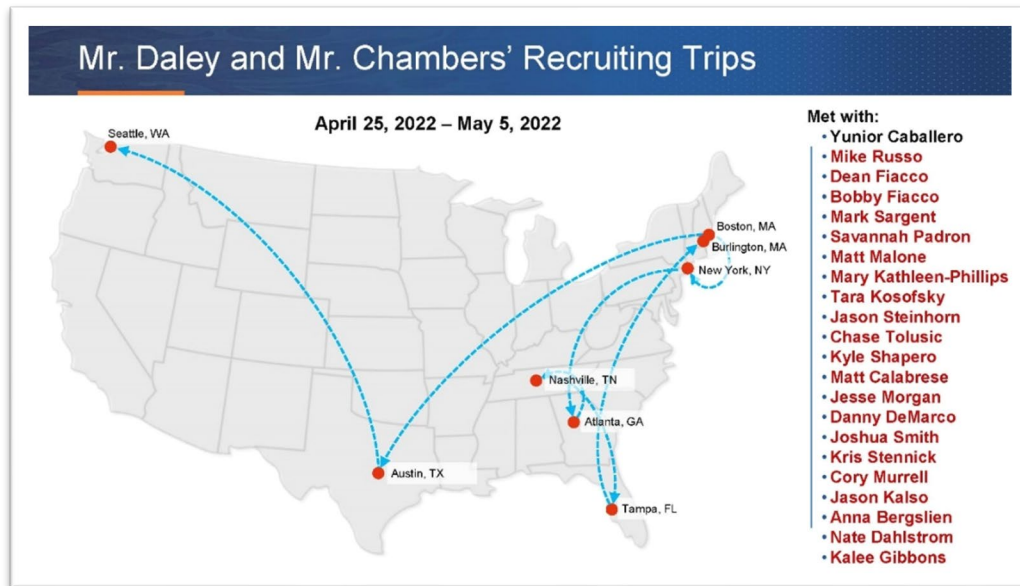 Mr. Daley and Mr. Chambers' Recruiting Trips
April 25, 2022 – May 5, 2022
Seattle, WA
Boston, MA
Burlington, MA
New York, NY
Nashville, TN
Atlanta, GA
Austin, TX
Tampa, FL
Met with:
• Yunior Caballero
• Mike Russo
• Dean Fiacco
• Bobby Fiacco
• Mark Sargent
• Savannah Padron
• Matt Malone
• Mary Kathleen-Phillips
• Tara Kosofsky
• Jason Steinhorn
• Chase Tolusic
• Kyle Shapero
• Matt Calabrese
• Jesse Morgan
• Danny DeMarco
• Joshua Smith
• Kris Stennick
• Cory Murrell
• Jason Kalso
• Anna Bergslien
• Nate Dahlstrom
• Kalee Gibbons